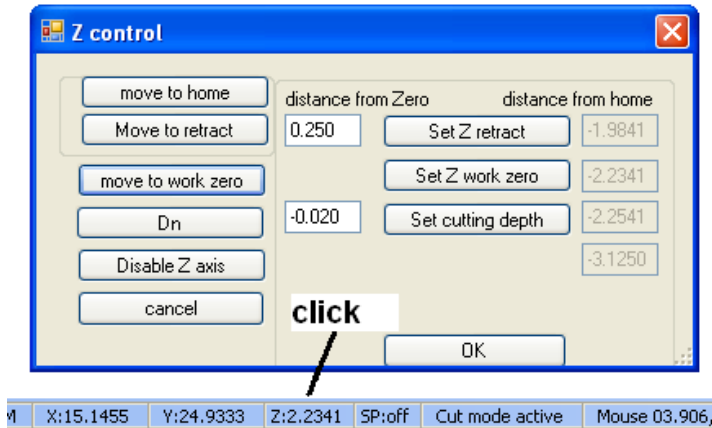 Z control
move to home
distance from Zero distance from home
Move to retract 0.250 Set Z retract -1.9841
move to work zero Set Z work zero -2.2341
Dn -0.020 Set cutting depth -2.2541
Disable Z axis -3.1250
cancel click
OK
M X:15.1455 Y:24.9333 Z:2.2341 SP:off Cut mode active Mouse 03.906,